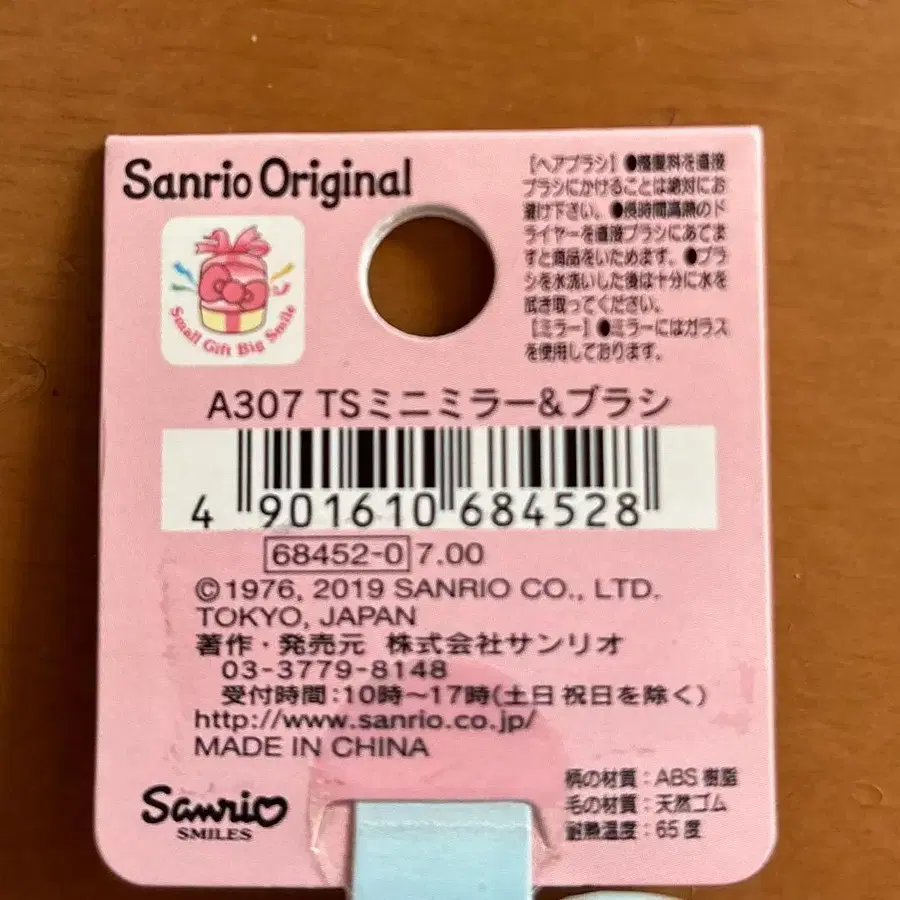 Sanrio Original
Small Gift Big Smile
【ヘアブラシ】●整髪料を直接
ブラシにかけることは絶対にお
避け下さい。●長時間高熱のド
ライヤーを直接ブラシにあてま
すと商品をいためます。●ブラ
シを水洗いした後は十分に水を
拭き取ってください。
【ミラー】●ミラーにはガラス
を使用しております。
A307 TSミニミラー&ブラシ
4 901610 684528
68452-0 7.00
©1976, 2019 SANRIO CO., LTD.
TOKYO, JAPAN
著作・発売元 株式会社サンリオ
03-3779-8148
受付時間:10時～17時(土日祝日を除く)
http://www.sanrio.co.jp/
MADE IN CHINA
Sanrio
SMILES
柄の材質:ABS樹脂
毛の材質:天然ゴム
耐熱温度:65度